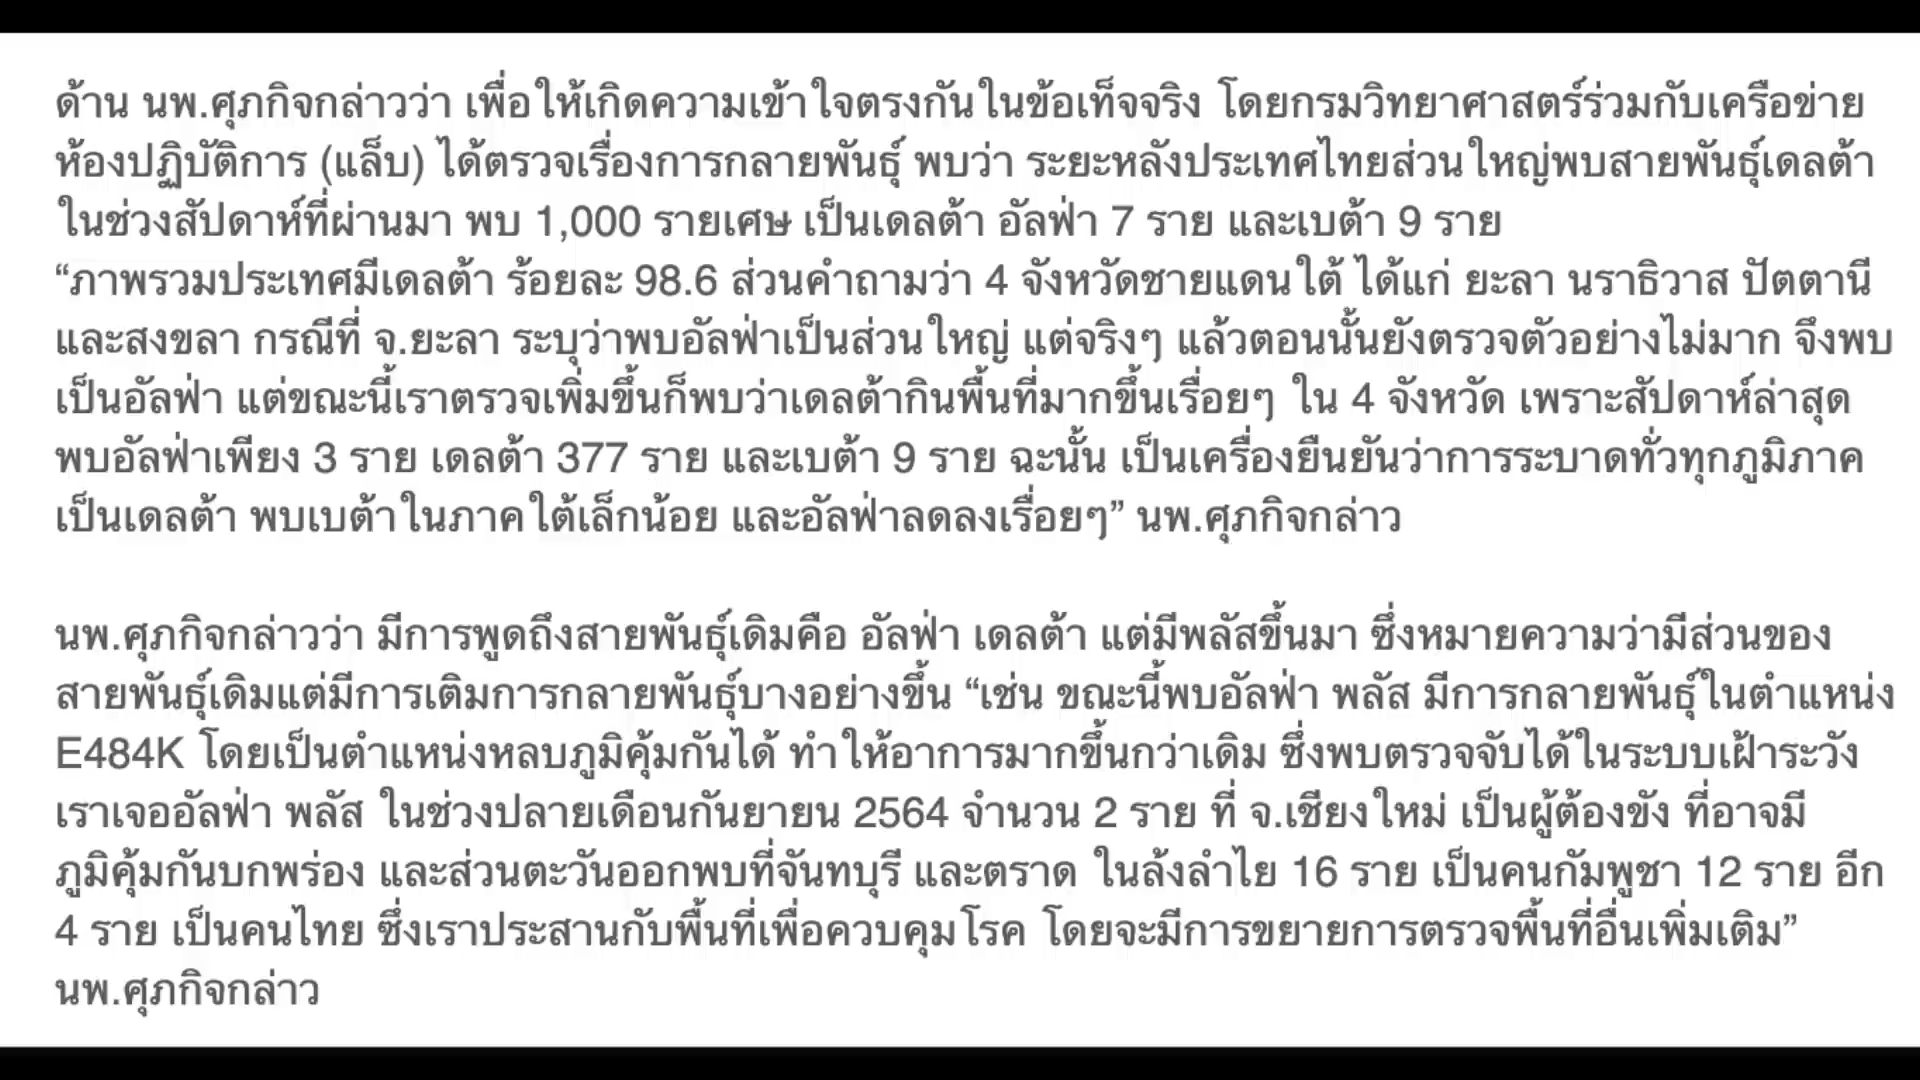 ด้าน นพ.ศุภกิจกล่าวว่า เพื่อให้เกิดความเข้าใจตรงกันในข้อเท็จจริง โดยกรมวิทยาศาสตร์ร่วมกับเครือข่าย
ห้องปฏิบัติการ (แล็บ) ได้ตรวจเรื่องการกลายพันธุ์ พบว่า ระยะหลังประเทศไทยส่วนใหญ่พบสายพันธุ์เดลต้า
ในช่วงสัปดาห์ที่ผ่านมา พบ 1,000 รายเศษ เป็นเดลต้า อัลฟ่า 7 ราย และเบต้า 9 ราย
“ภาพรวมประเทศมีเดลต้า ร้อยละ 98.6 ส่วนคำถามว่า 4 จังหวัดชายแดนใต้ ได้แก่ ยะลา นราธิวาส ปัตตานี
และสงขลา กรณีที่ จ.ยะลา ระบุว่าพบอัลฟ่าเป็นส่วนใหญ่ แต่จริงๆ แล้วตอนนั้นยังตรวจตัวอย่างไม่มาก จึงพบ
เป็นอัลฟ่า แต่ขณะนี้เราตรวจเพิ่มขึ้นก็พบว่าเดลต้ากินพื้นที่มากขึ้นเรื่อยๆ ใน 4 จังหวัด เพราะสัปดาห์ล่าสุด
พบอัลฟ่าเพียง 3 ราย เดลต้า 377 ราย และเบต้า 9 ราย ฉะนั้น เป็นเครื่องยืนยันว่าการระบาดทั่วทุกภูมิภาค
เป็นเดลต้า พบเบต้าในภาคใต้เล็กน้อย และอัลฟ่าลดลงเรื่อยๆ” นพ.ศุภกิจกล่าว
นพ.ศุภกิจกล่าวว่า มีการพูดถึงสายพันธุ์เดิมคือ อัลฟ่า เดลต้า แต่มีพลัสขึ้นมา ซึ่งหมายความว่ามีส่วนของ
สายพันธุ์เดิมแต่มีการเติมการกลายพันธุ์บางอย่างขึ้น “เช่น ขณะนี้พบอัลฟ่า พลัส มีการกลายพันธุ์ในตำแหน่ง
E484K โดยเป็นตำแหน่งหลบภูมิคุ้มกันได้ ทำให้อาการมากขึ้นกว่าเดิม ซึ่งพบตรวจจับได้ในระบบเฝ้าระวัง
เราเจออัลฟ่า พลัส ในช่วงปลายเดือนกันยายน 2564 จำนวน 2 ราย ที่ จ.เชียงใหม่ เป็นผู้ต้องขัง ที่อาจมี
ภูมิคุ้มกันบกพร่อง และส่วนตะวันออกพบที่จันทบุรี และตราด ในล้งลำไย 16 ราย เป็นคนกัมพูชา 12 ราย อีก
4 ราย เป็นคนไทย ซึ่งเราประสานกับพื้นที่เพื่อควบคุมโรค โดยจะมีการขยายการตรวจพื้นที่อื่นเพิ่มเติม”
นพ.ศุภกิจกล่าว